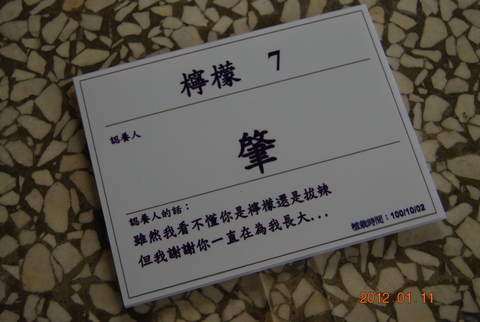 檸檬 7
認養人
肇
認養人的話：
雖然我看不懂你是檸檬還是拔辣
但我謝謝你一直在為我長大...
種植時間：100/10/02
2012.01.11